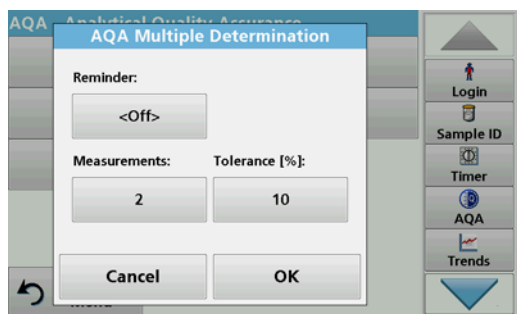 AQA - Analytical Quality Assurance
AQA Multiple Determination
Reminder:
<Off>
Measurements: Tolerance [%]:
2 10
Cancel OK
Menu
Login
Sample ID
Timer
AQA
Trends